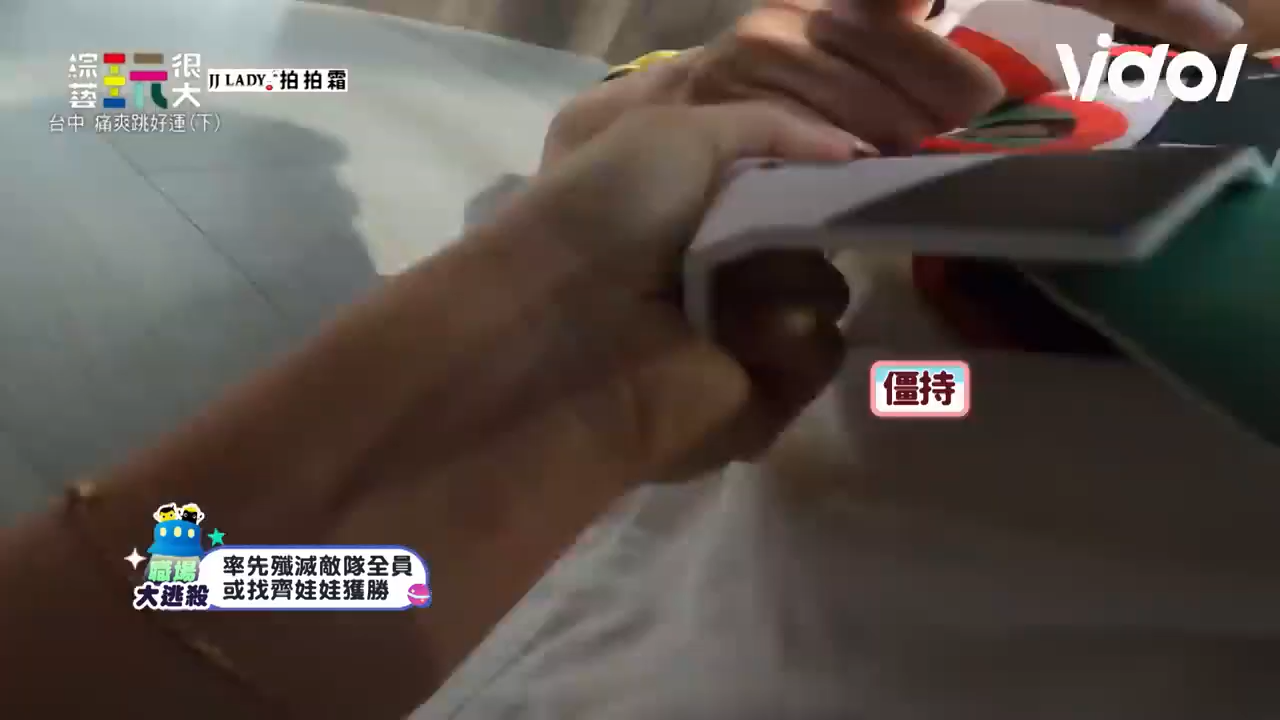 綜藝玩很大
JJ LADY 拍拍霜
台中 痛爽跳好運(下)
Vidol
僵持
職場
大逃殺
率先殲滅敵隊全員
或找齊娃娃獲勝